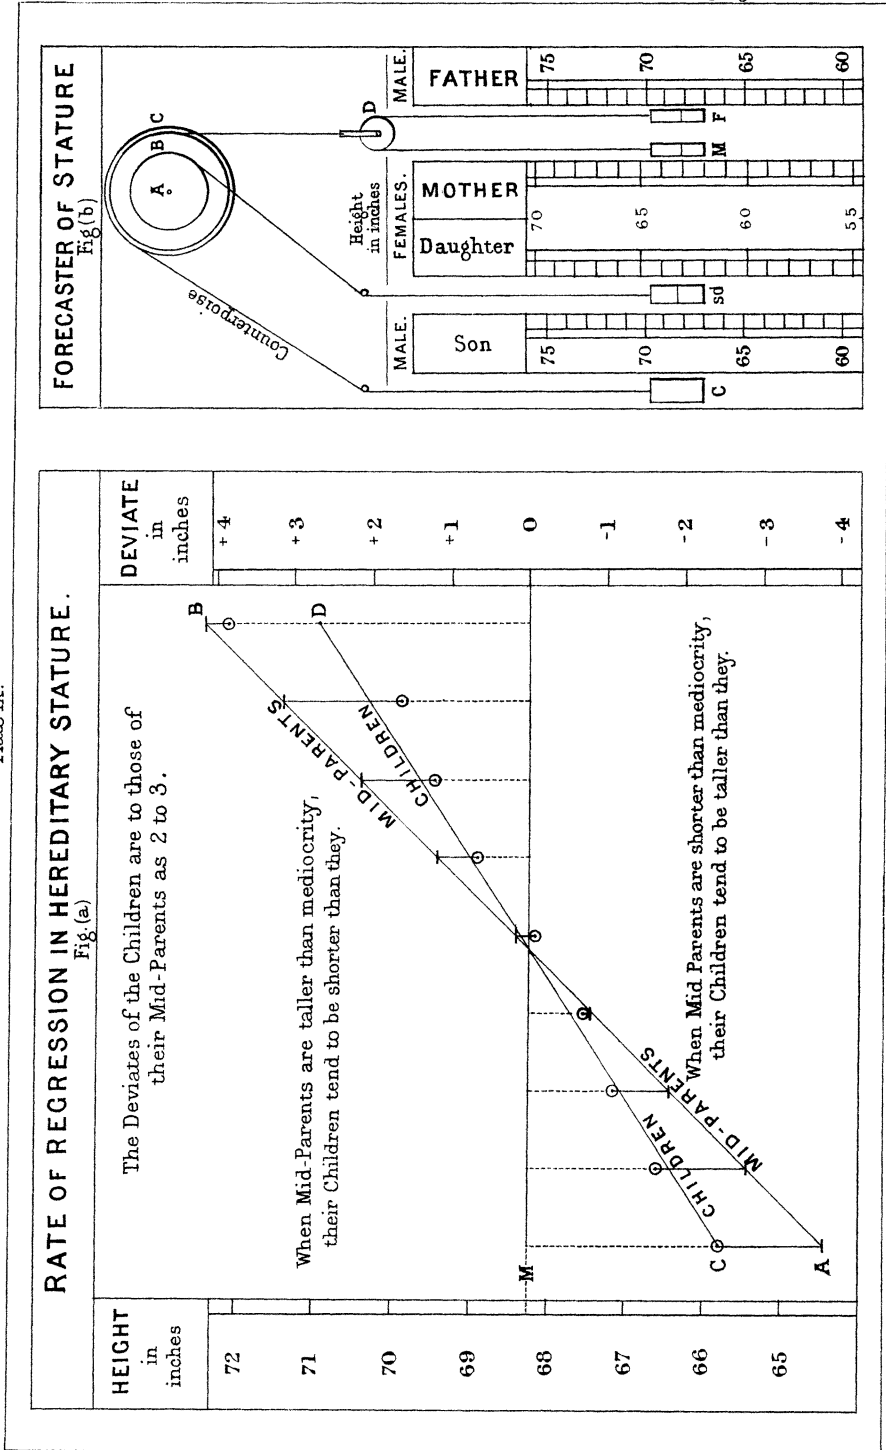 RATE OF REGRESSION IN HEREDITARY STATURE.
Fig.(a)
HEIGHT
in
inches
72
71
70
69
68
67
66
65
The Deviates of the Children are to those of
their Mid-Parents as 2 to 3.
When Mid-Parents are taller than mediocrity,
their Children tend to be shorter than they.
When Mid Parents are shorter than mediocrity,
their Children tend to be taller than they.
MID-PARENTS
CHILDREN
CHILDREN
MID-PARENTS
B
D
M
C
A
DEVIATE
in
inches
+4
+3
+2
+1
0
-1
-2
-3
-4
FORECASTER OF STATURE
Fig(b)
A
B
C
D
Counterpoise
Height
in inches
MALE.
FEMALES.
MALE.
Son
Daughter
MOTHER
FATHER
75
70
65
60
70
65
60
55
75
70
65
60
C
sd
M
F